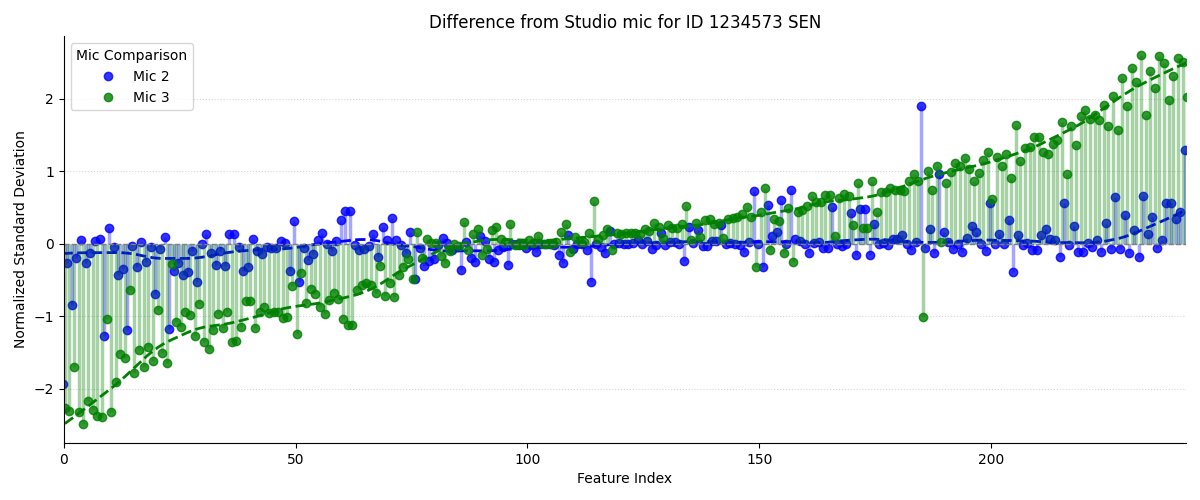 Difference from Studio mic for ID 1234573 SEN
Mic Comparison
Mic 2
Mic 3
Normalized Standard Deviation
2
1
0
−1
−2
0 50 100 150 200
Feature Index